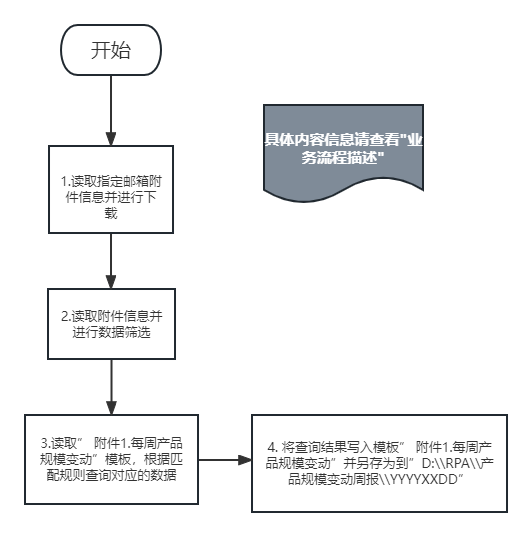 开始
具体内容信息请查看"业
务流程描述"
1.读取指定邮箱附
件信息并进行下
载
2.读取附件信息并
进行数据筛选
3.读取” 附件1.每周产品
规模变动”模板，根据匹
配规则查询对应的数据
4. 将查询结果写入模板” 附件1.每周产
品规模变动”并另存为到”D:\\RPA\\产
品规模变动周报\\YYYYXXDD”